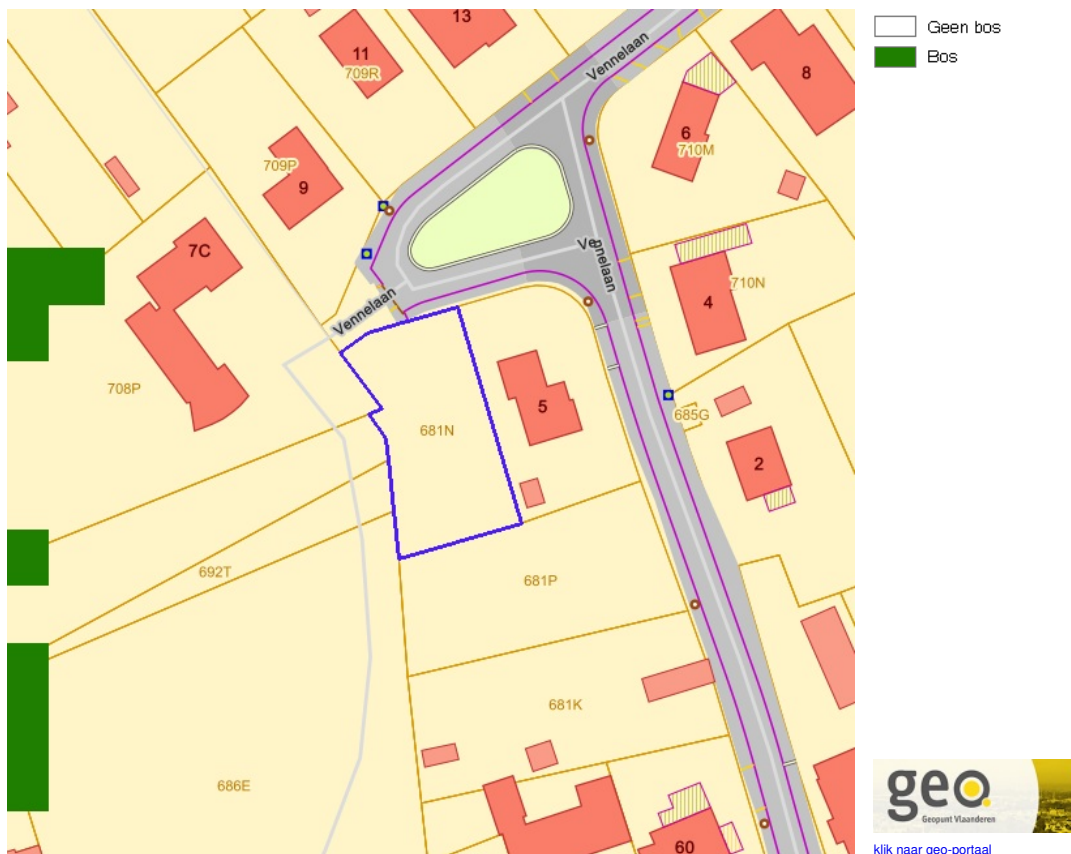 13
Geen bos
Bos
11
709R
Vennelaan
8
6
710M
709P
9
7C
Vennelaan
Vennelaan
710N
4
708P
5
685G
681N
2
692T
681P
681K
686E
60
geo
Geopunt Vlaanderen
klik naar geo-portaal